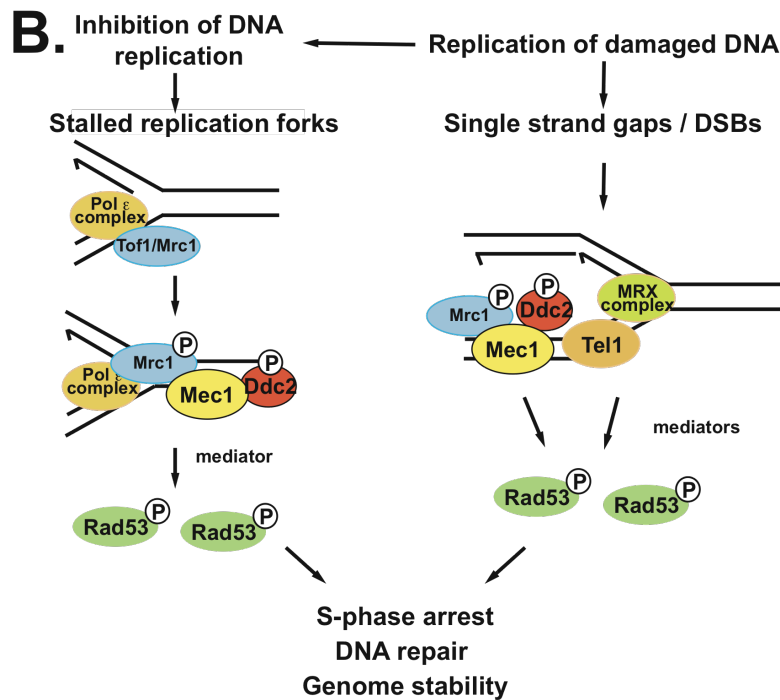 B.
Inhibition of DNA
replication
Replication of damaged DNA
Stalled replication forks
Single strand gaps / DSBs
Pol ε
complex
Tof1/Mrc1
Mrc1
P
Pol ε
complex
Mec1
P
Ddc2
mediator
Rad53
P
Rad53
P
Mrc1
P
P
Ddc2
Mec1
MRX
complex
Tel1
mediators
Rad53
P
Rad53
P
S-phase arrest
DNA repair
Genome stability